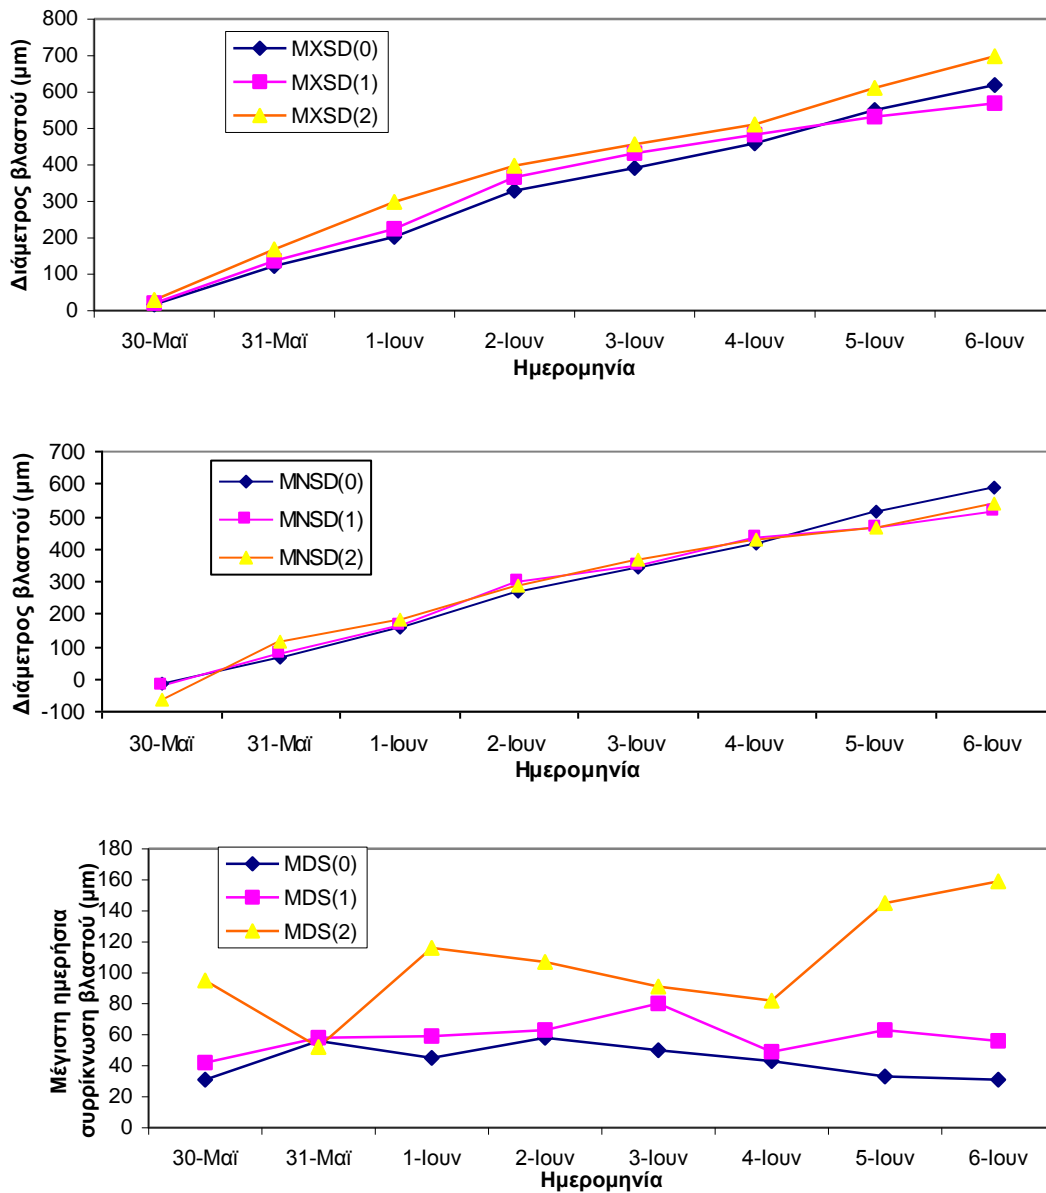 800
700
600
500
400
300
200
100
0
Διάμετρος βλαστού (μm)
MXSD(0)
MXSD(1)
MXSD(2)
30-Μαϊ 31-Μαϊ 1-Ιουν 2-Ιουν 3-Ιουν 4-Ιουν 5-Ιουν 6-Ιουν
Ημερομηνία
700
600
500
400
300
200
100
0
-100
Διάμετρος βλαστού (μm)
MNSD(0)
MNSD(1)
MNSD(2)
30-Μαϊ 31-Μαϊ 1-Ιουν 2-Ιουν 3-Ιουν 4-Ιουν 5-Ιουν 6-Ιουν
Ημερομηνία
180
160
140
120
100
80
60
40
20
0
Μέγιστη ημερήσια
συρρίκνωση βλαστού (μm)
MDS(0)
MDS(1)
MDS(2)
30-Μαϊ 31-Μαϊ 1-Ιουν 2-Ιουν 3-Ιουν 4-Ιουν 5-Ιουν 6-Ιουν
Ημερομηνία